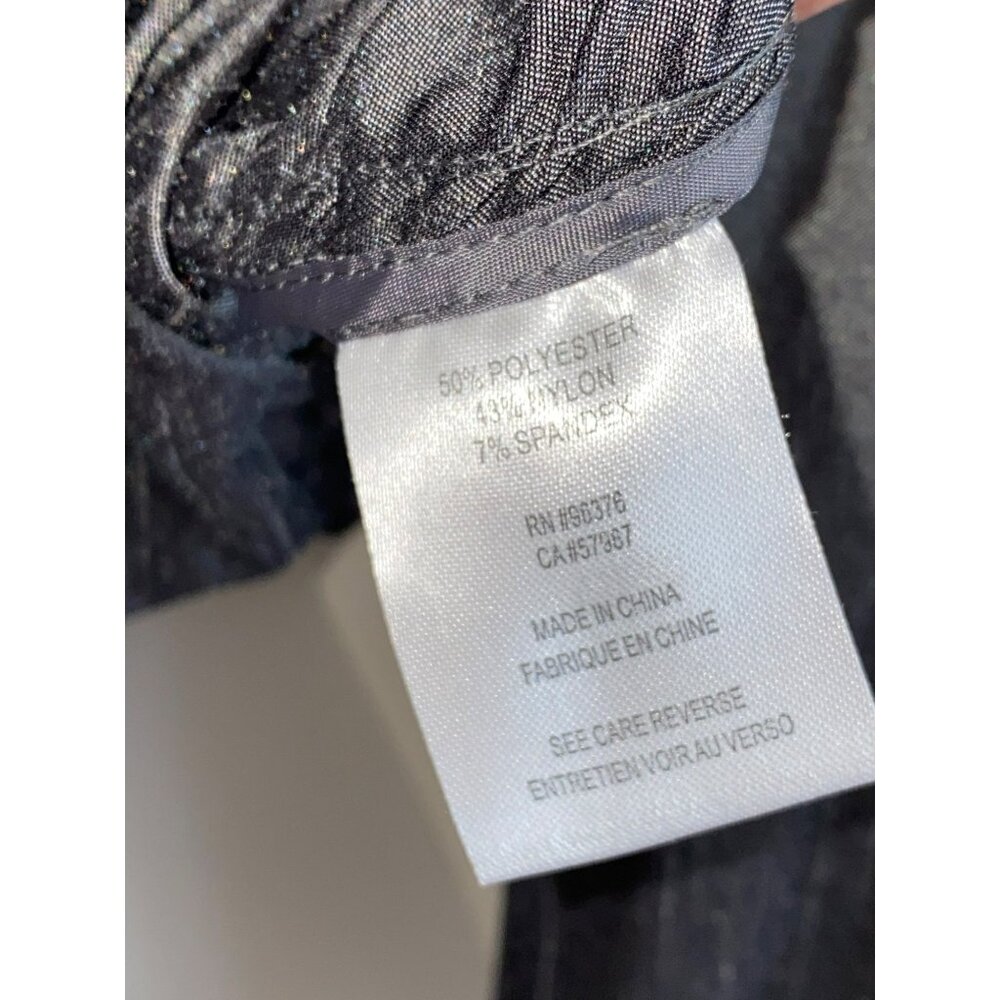 50% POLYESTER
43% NYLON
7% SPANDEX
RN #96376
CA #57967
MADE IN CHINA
FABRIQUE EN CHINE
SEE CARE REVERSE
ENTRETIEN VOIR AU VERSO